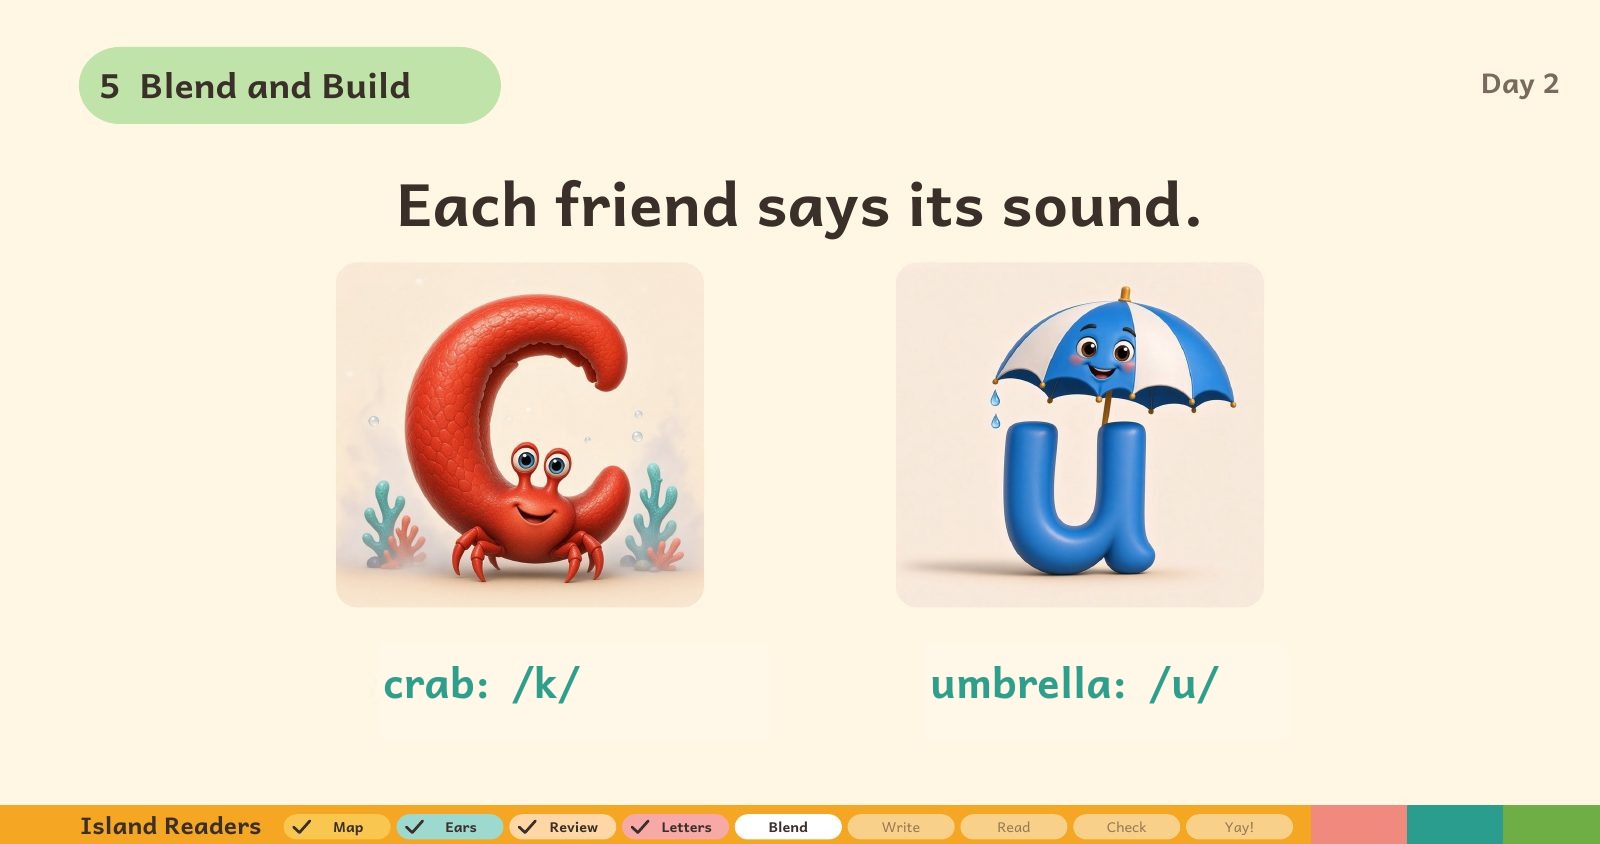 5 Blend and Build
Day 2
Each friend says its sound.
C
u
crab: /k/
umbrella: /u/
Island Readers
Map
Ears
Review
Letters
Blend
Write
Read
Check
Yay!